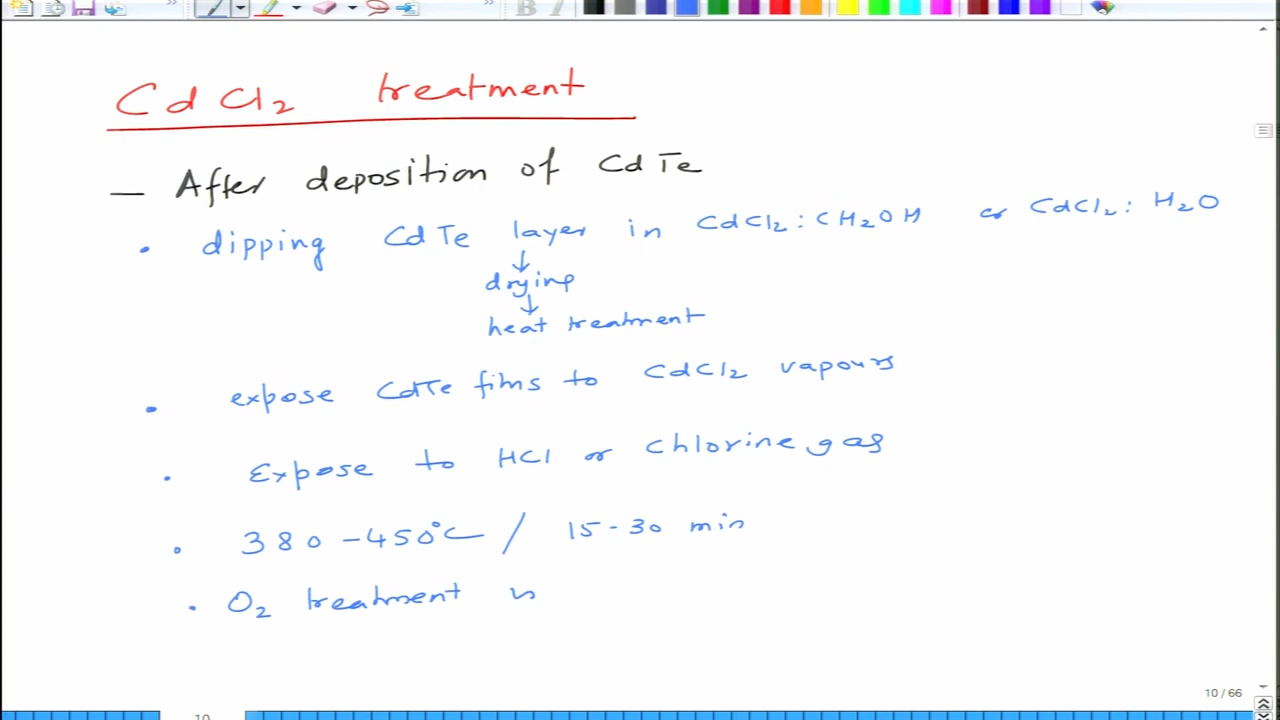 CdCl2 treatment
— After deposition of CdTe
• dipping CdTe layer in CdCl2 : CH2OH or CdCl2 : H2O
↓
drying
↓
heat treatment
• expose CdTe films to CdCl2 vapours
• Expose to HCl or Chlorine gas
• 380 - 450°C / 15 - 30 min
• O2 treatment
10 / 66
10